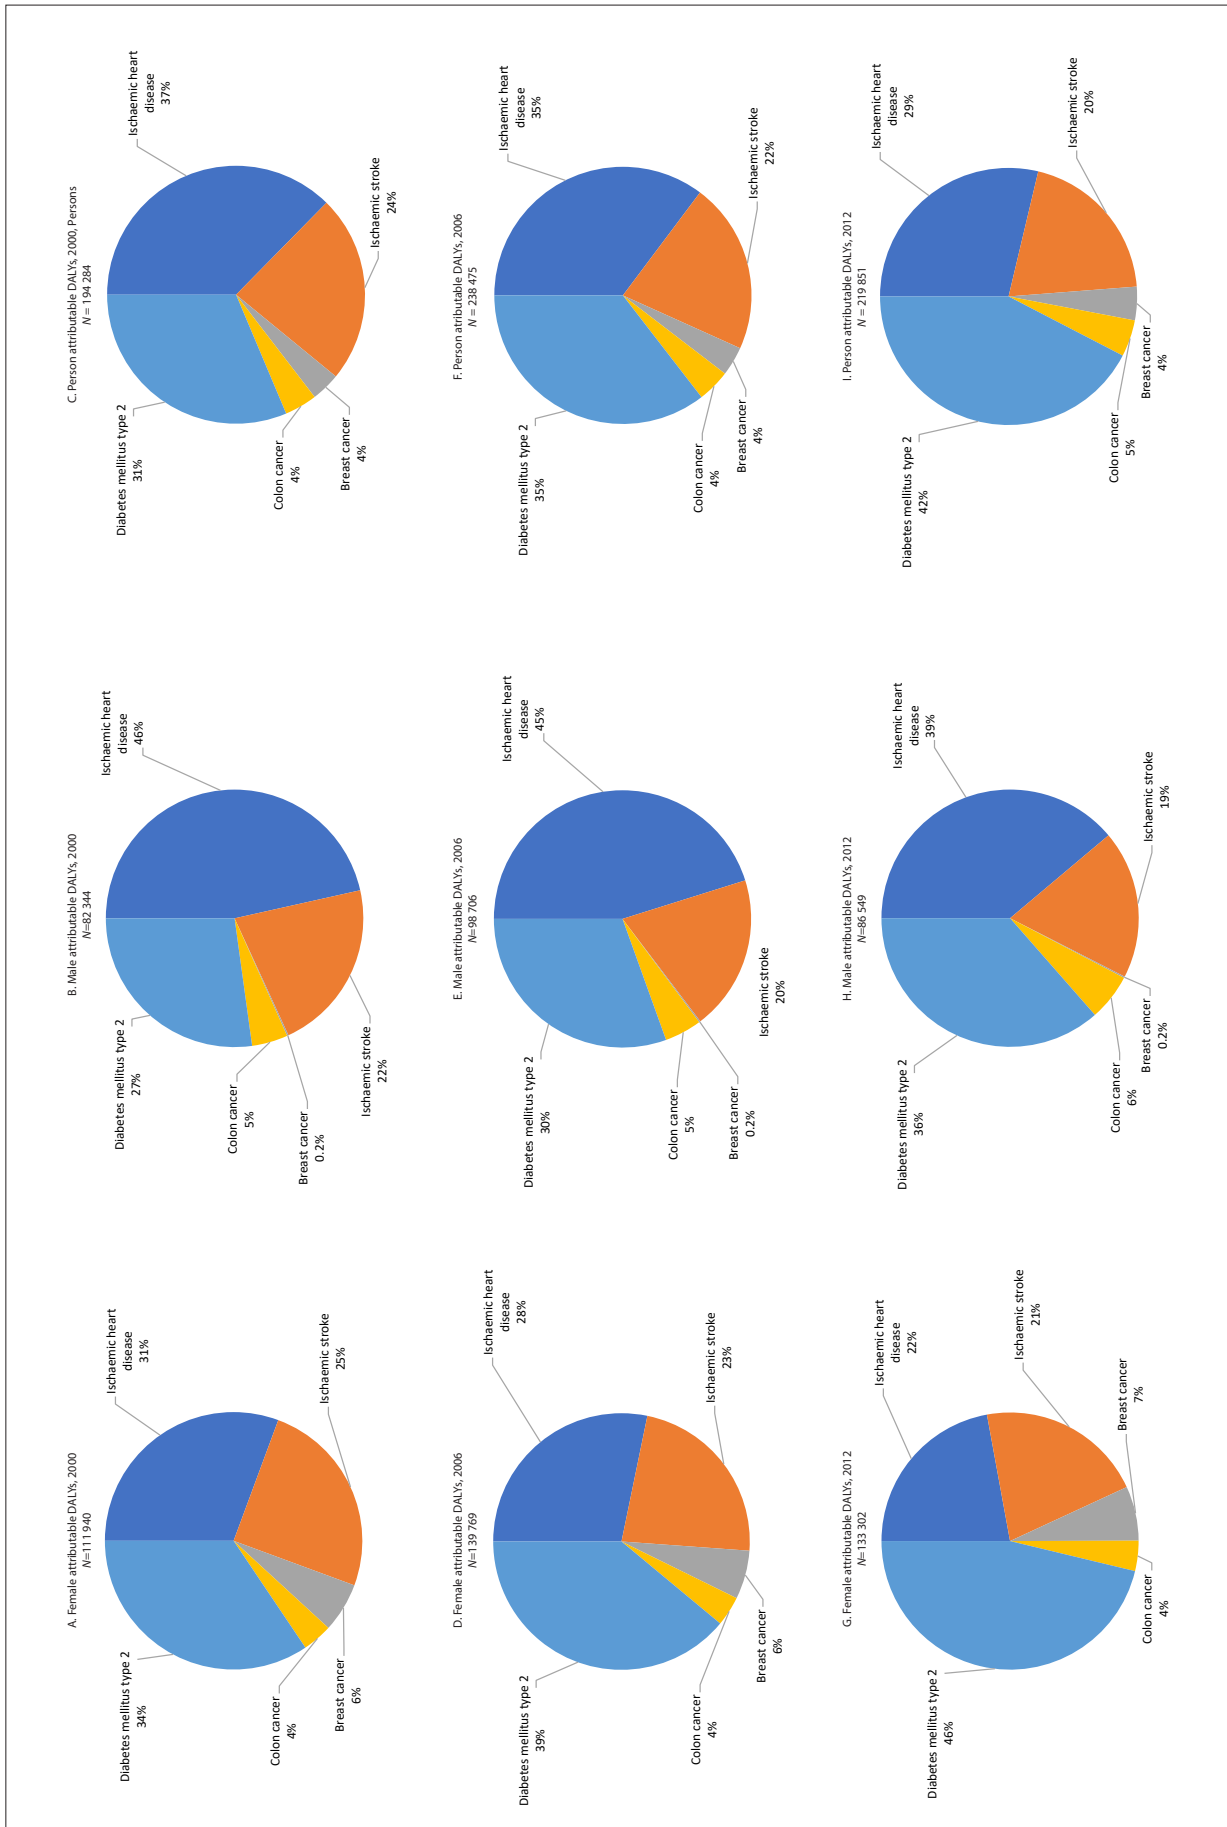 A. Female attributable DALYs, 2000
N=111 940
Ischaemic heart
disease
31%
Ischaemic stroke
25%
Breast cancer
6%
Colon cancer
4%
Diabetes mellitus type 2
34%
B. Male attributable DALYs, 2000
N=82 344
Ischaemic heart
disease
46%
Ischaemic stroke
22%
Breast cancer
0.2%
Colon cancer
5%
Diabetes mellitus type 2
27%
C. Person attributable DALYs, 2000, Persons
N = 194 284
Ischaemic heart
disease
37%
Ischaemic stroke
24%
Breast cancer
4%
Colon cancer
4%
Diabetes mellitus type 2
31%
D. Female attributable DALYs, 2006
N=139 769
Ischaemic heart
disease
28%
Ischaemic stroke
23%
Breast cancer
6%
Colon cancer
4%
Diabetes mellitus type 2
39%
E. Male attributable DALYs, 2006
N=98 706
Ischaemic heart
disease
45%
Ischaemic stroke
20%
Breast cancer
0.2%
Colon cancer
5%
Diabetes mellitus type 2
30%
F. Person attributable DALYs, 2006
N = 238 475
Ischaemic heart
disease
35%
Ischaemic stroke
22%
Breast cancer
4%
Colon cancer
4%
Diabetes mellitus type 2
35%
G. Female attributable DALYs, 2012
N=133 302
Ischaemic heart
disease
22%
Ischaemic stroke
21%
Breast cancer
7%
Colon cancer
4%
Diabetes mellitus type 2
46%
H. Male attributable DALYs, 2012
N=86 549
Ischaemic heart
disease
39%
Ischaemic stroke
19%
Breast cancer
0.2%
Colon cancer
6%
Diabetes mellitus type 2
36%
I. Person attributable DALYs, 2012
N = 219 851
Ischaemic heart
disease
29%
Ischaemic stroke
20%
Breast cancer
4%
Colon cancer
5%
Diabetes mellitus type 2
42%